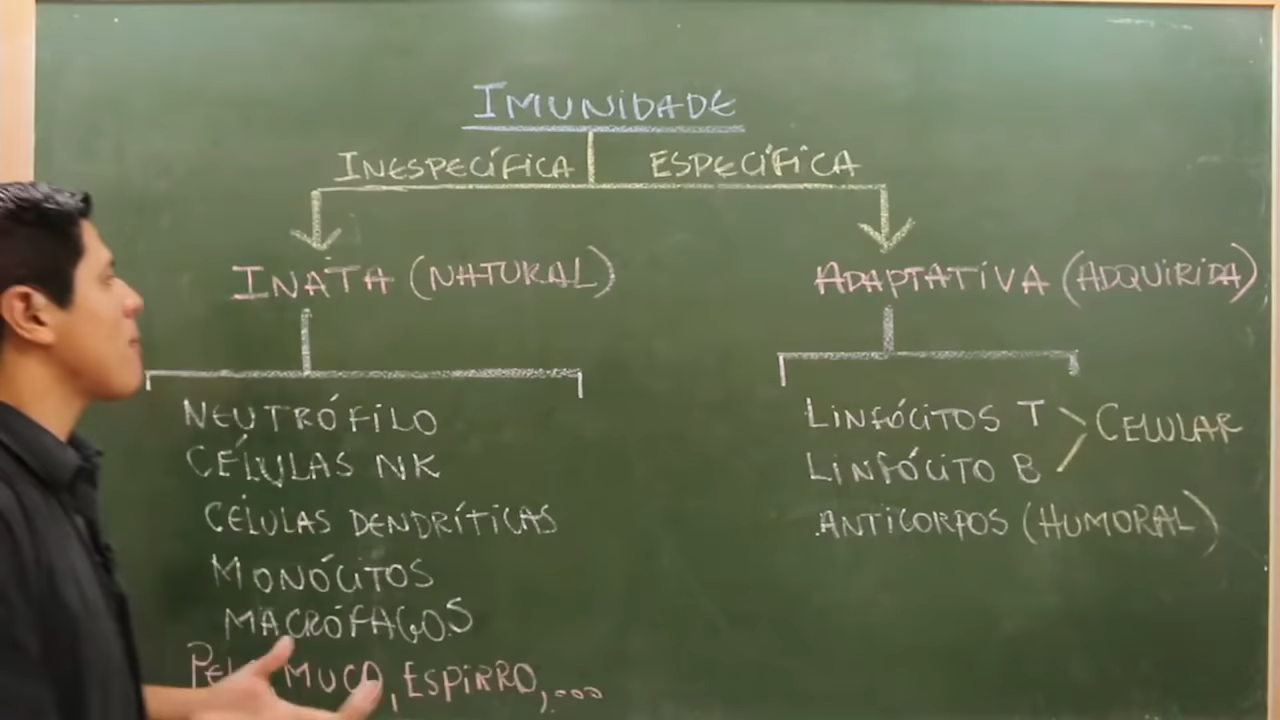 IMUNIDADE
INESPECÍFICA ESPECÍFICA
INATA (NATURAL) ADAPTATIVA (ADQUIRIDA)
NEUTRÓFILO
CÉLULAS NK
CÉLULAS DENDRÍTICAS
MONÓCITOS
MACRÓFAGOS
MUCO, ESPIRRO,....
LINFÓCITOS T
LINFÓCITO B
CELULAR
ANTICORPOS (HUMORAL)